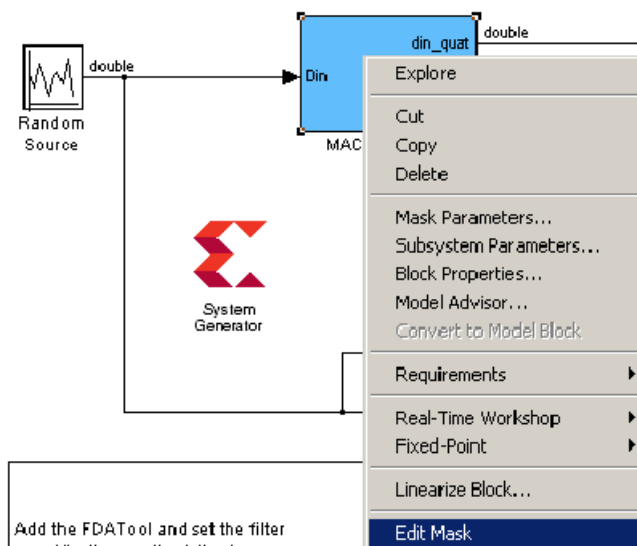 double
din_quat
double
Din
Random
Source
MAC
Explore
Cut
Copy
Delete
Mask Parameters...
Subsystem Parameters...
Block Properties...
Model Advisor...
Convert to Model Block
System
Generator
Requirements
Real-Time Workshop
Fixed-Point
Linearize Block...
Edit Mask
Add the FDATool and set the filter